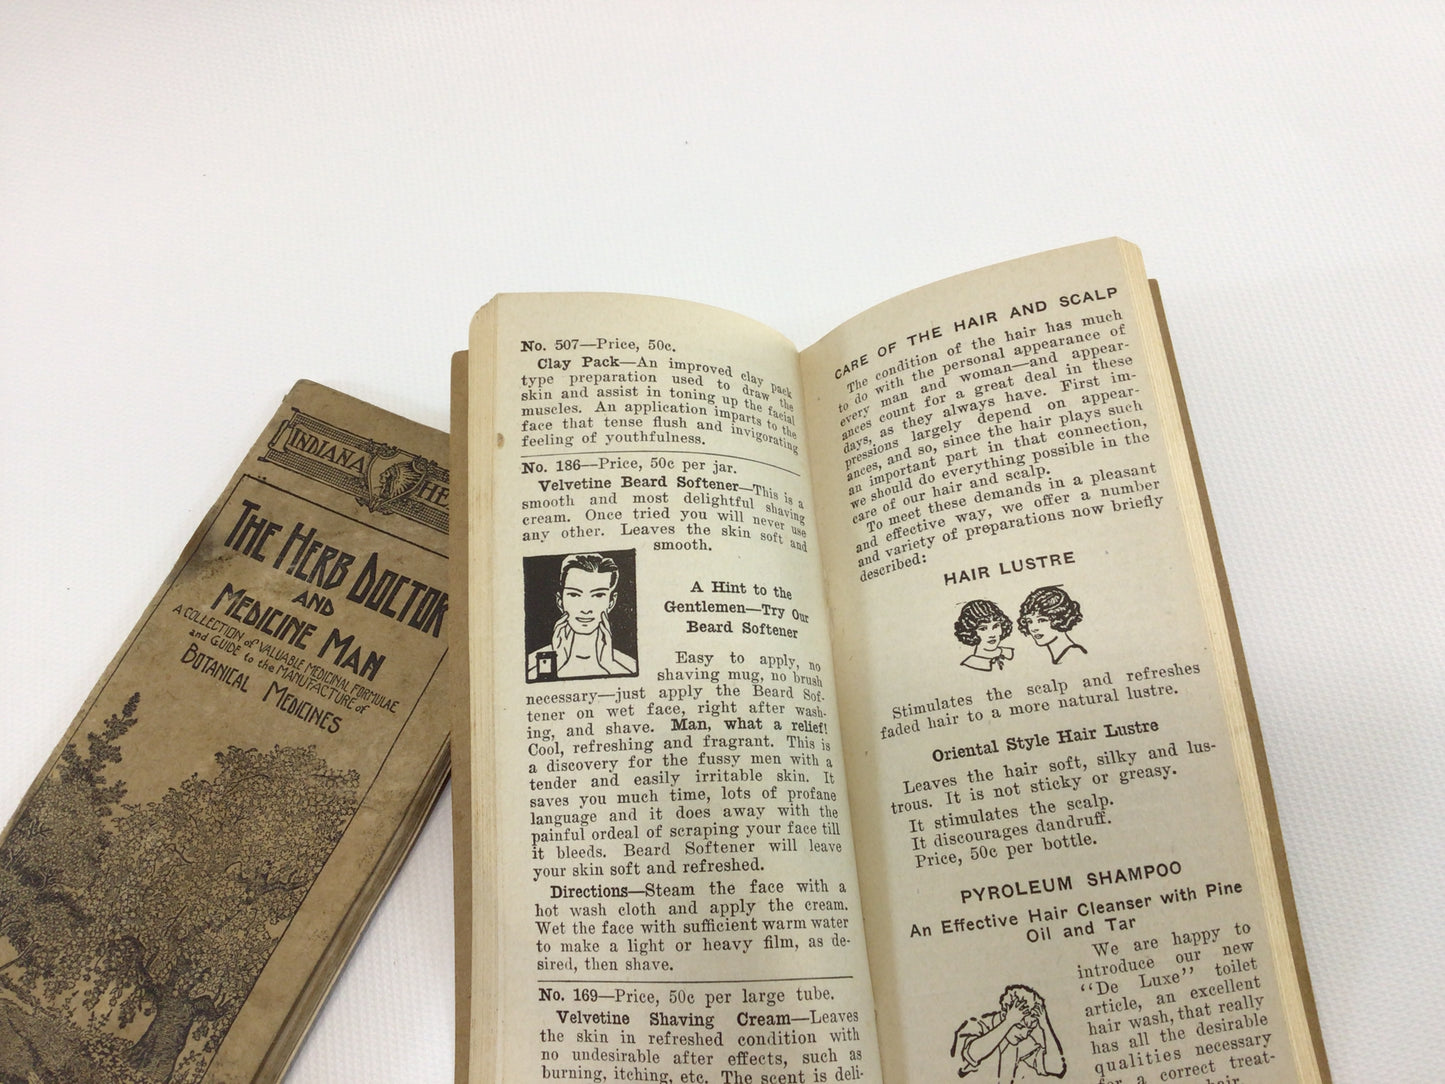 INDIANA
HE
THE HERB DOCTOR
AND
MEDICINE MAN
A COLLECTION of VALUABLE MEDICINAL FORMULAE
and GUIDE to the MANUFACTURE of
BOTANICAL MEDICINES
No. 507—Price, 50c.
Clay Pack—An improved clay pack
type preparation used to draw the
skin and assist in toning up the facial
muscles. An application imparts to the
face that tense flush and invigorating
feeling of youthfulness.
No. 186—Price, 50c per jar.
Velvetine Beard Softener—This is a
smooth and most delightful shaving
cream. Once tried you will never use
any other. Leaves the skin soft and
smooth.
A Hint to the
Gentlemen—Try Our
Beard Softener
Easy to apply, no
shaving mug, no brush
necessary—just apply the Beard Sof-
tener on wet face, right after wash-
ing, and shave. Man, what a relief!
Cool, refreshing and fragrant. This is
a discovery for the fussy men with a
tender and easily irritable skin. It
saves you much time, lots of profane
language and it does away with the
painful ordeal of scraping your face till
it bleeds. Beard Softener will leave
your skin soft and refreshed.
Directions—Steam the face with a
hot wash cloth and apply the cream.
Wet the face with sufficient warm water
to make a light or heavy film, as de-
sired, then shave.
No. 169—Price, 50c per large tube.
Velvetine Shaving Cream—Leaves
the skin in refreshed condition with
no undesirable after effects, such as
burning, itching, etc. The scent is deli-
CARE OF THE HAIR AND SCALP
The condition of the hair has much
to do with the personal appearance of
every man and woman—and appear-
ances count for a great deal in these
days, as they always have. First im-
pressions largely depend on appear-
ances, and so, since the hair plays such
an important part in that connection,
we should do everything possible in the
care of our hair and scalp.
To meet these demands in a pleasant
and effective way, we offer a number
and variety of preparations now briefly
described:
HAIR LUSTRE
Stimulates the scalp and refreshes
faded hair to a more natural lustre.
Oriental Style Hair Lustre
Leaves the hair soft, silky and lus-
trous. It is not sticky or greasy.
It stimulates the scalp.
It discourages dandruff.
Price, 50c per bottle.
PYROLEUM SHAMPOO
An Effective Hair Cleanser with Pine
Oil and Tar
We are happy to
introduce our new
"De Luxe" toilet
article, an excellent
hair wash, that really
has all the desirable
qualities necessary
for a correct treat-
hair